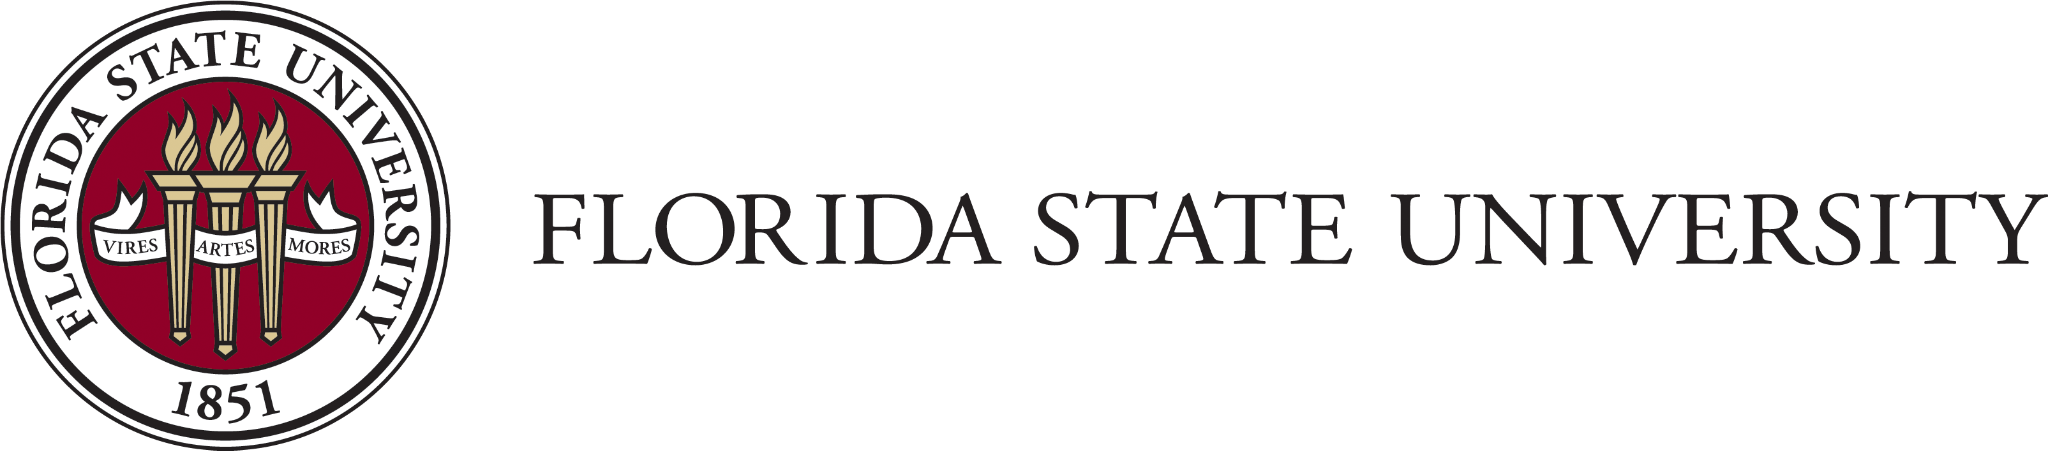 FLORIDA STATE UNIVERSITY
VIRES ARTES MORES
1851
FLORIDA STATE UNIVERSITY